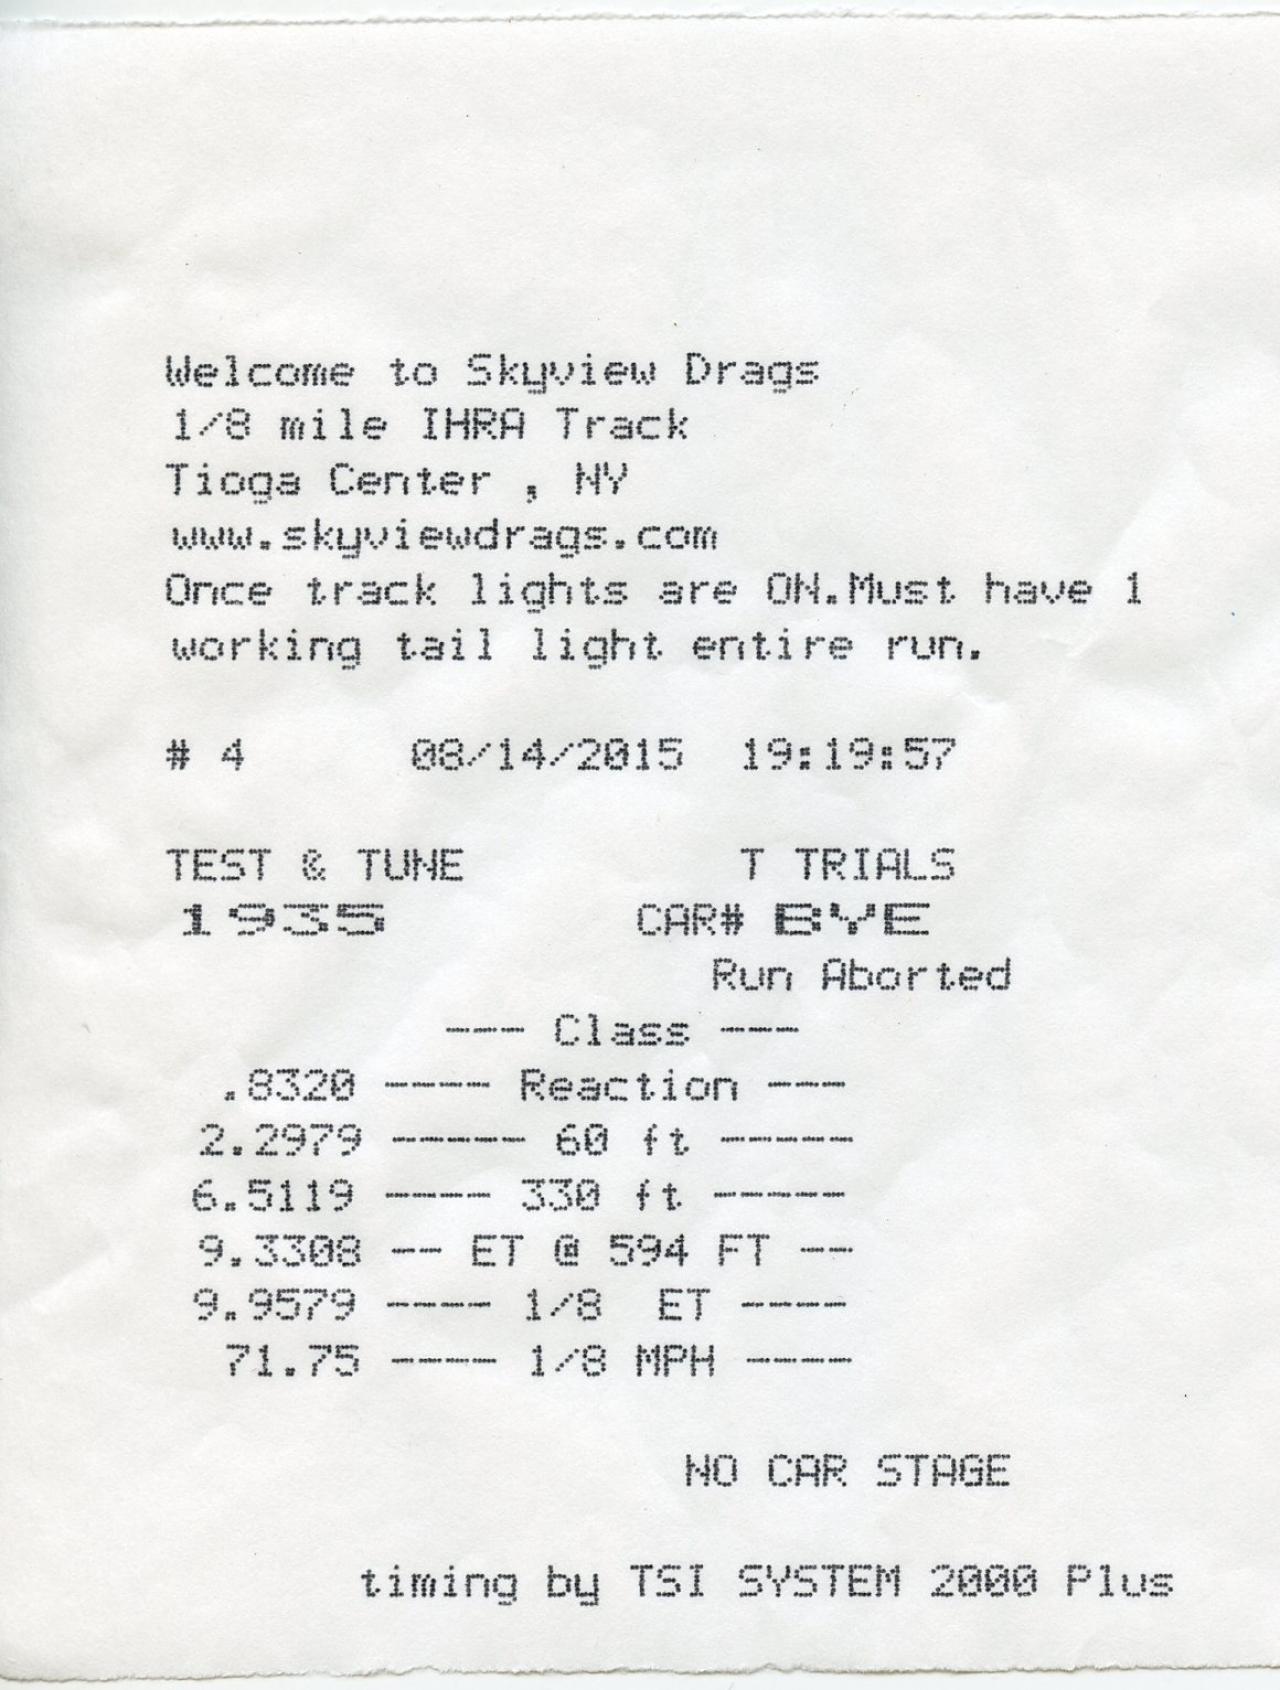 Welcome to Skyview Drags
1/8 mile IHRA Track
Tioga Center , NY
www.skyviewdrags.com
Once track lights are ON.Must have 1
working tail light entire run.
# 4 08/14/2015 19:19:57
TEST & TUNE T TRIALS
1935 CAR# BYE
Run Aborted
--- Class ---
.8320 ---- Reaction ---
2.2979 ----- 60 ft -----
6.5119 ---- 330 ft -----
9.3308 -- ET @ 594 FT --
9.9579 ---- 1/8 ET ----
71.75 ---- 1/8 MPH ----
NO CAR STAGE
timing by TSI SYSTEM 2000 Plus